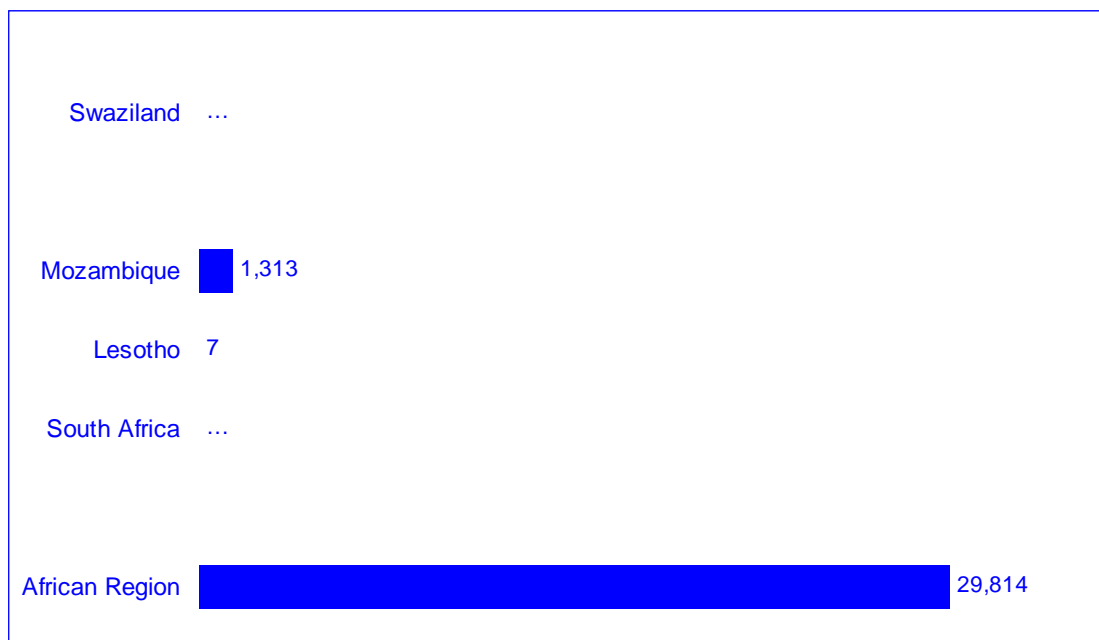 Swaziland …
Mozambique 1,313
Lesotho 7
South Africa …
African Region 29,814